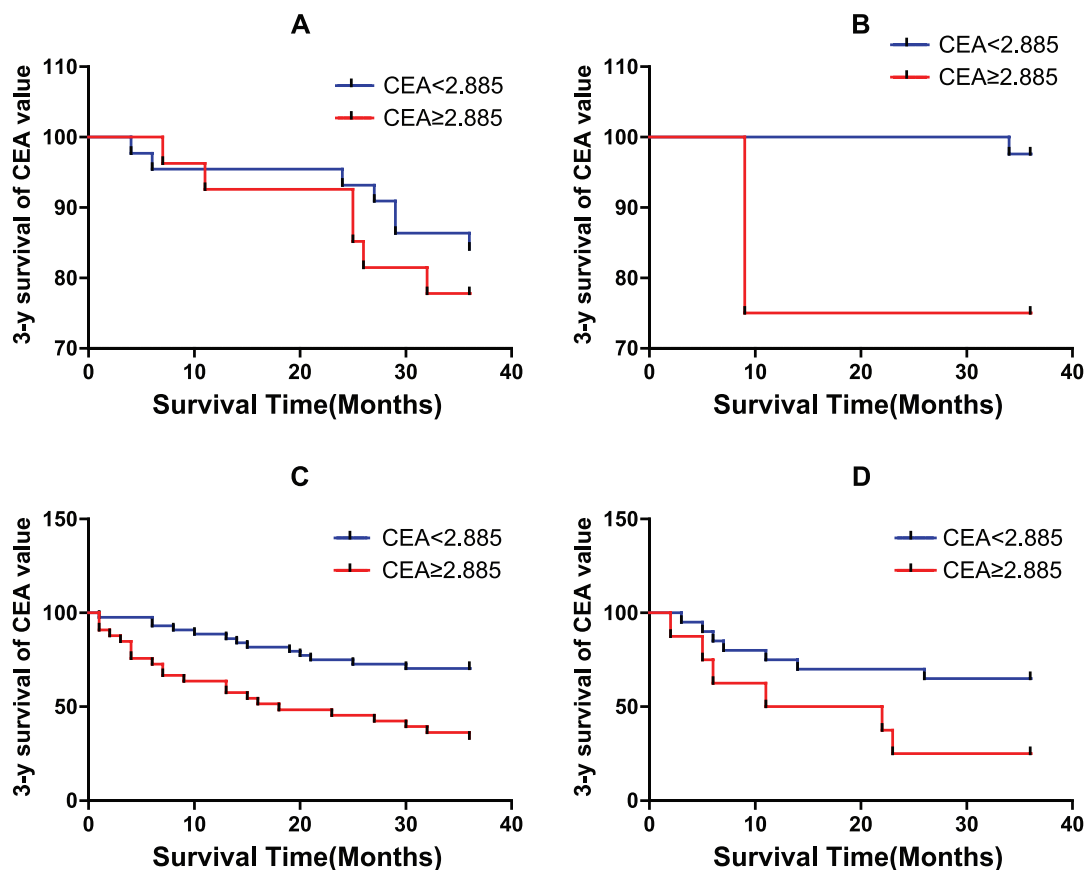 A
CEA<2.885
CEA≥2.885
3-y survival of CEA value
110
100
90
80
70
0
10
20
30
40
Survival Time(Months)
B
CEA<2.885
CEA≥2.885
3-y survival of CEA value
110
100
90
80
70
0
10
20
30
40
Survival Time(Months)
C
CEA<2.885
CEA≥2.885
3-y survival of CEA value
150
100
50
0
0
10
20
30
40
Survival Time(Months)
D
CEA<2.885
CEA≥2.885
3-y survival of CEA value
150
100
50
0
0
10
20
30
40
Survival Time(Months)